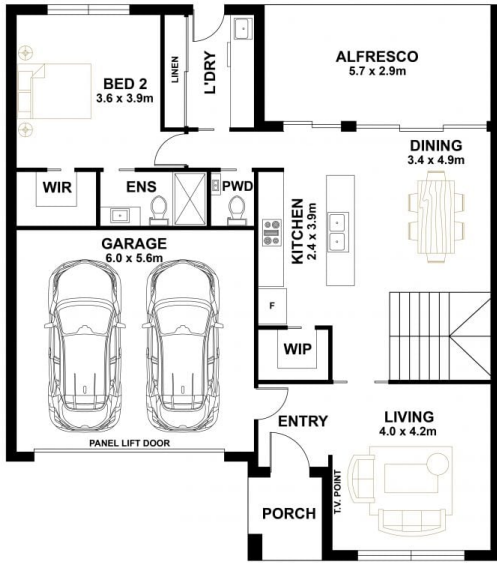 ALFRESCO
5.7 x 2.9m
LINEN
L'DRY
BED 2
3.6 x 3.9m
DINING
3.4 x 4.9m
WIR
ENS
PWD
KITCHEN
2.4 x 3.9m
GARAGE
6.0 x 5.6m
F
WIP
ENTRY
LIVING
4.0 x 4.2m
PANEL LIFT DOOR
T.V. POINT
PORCH